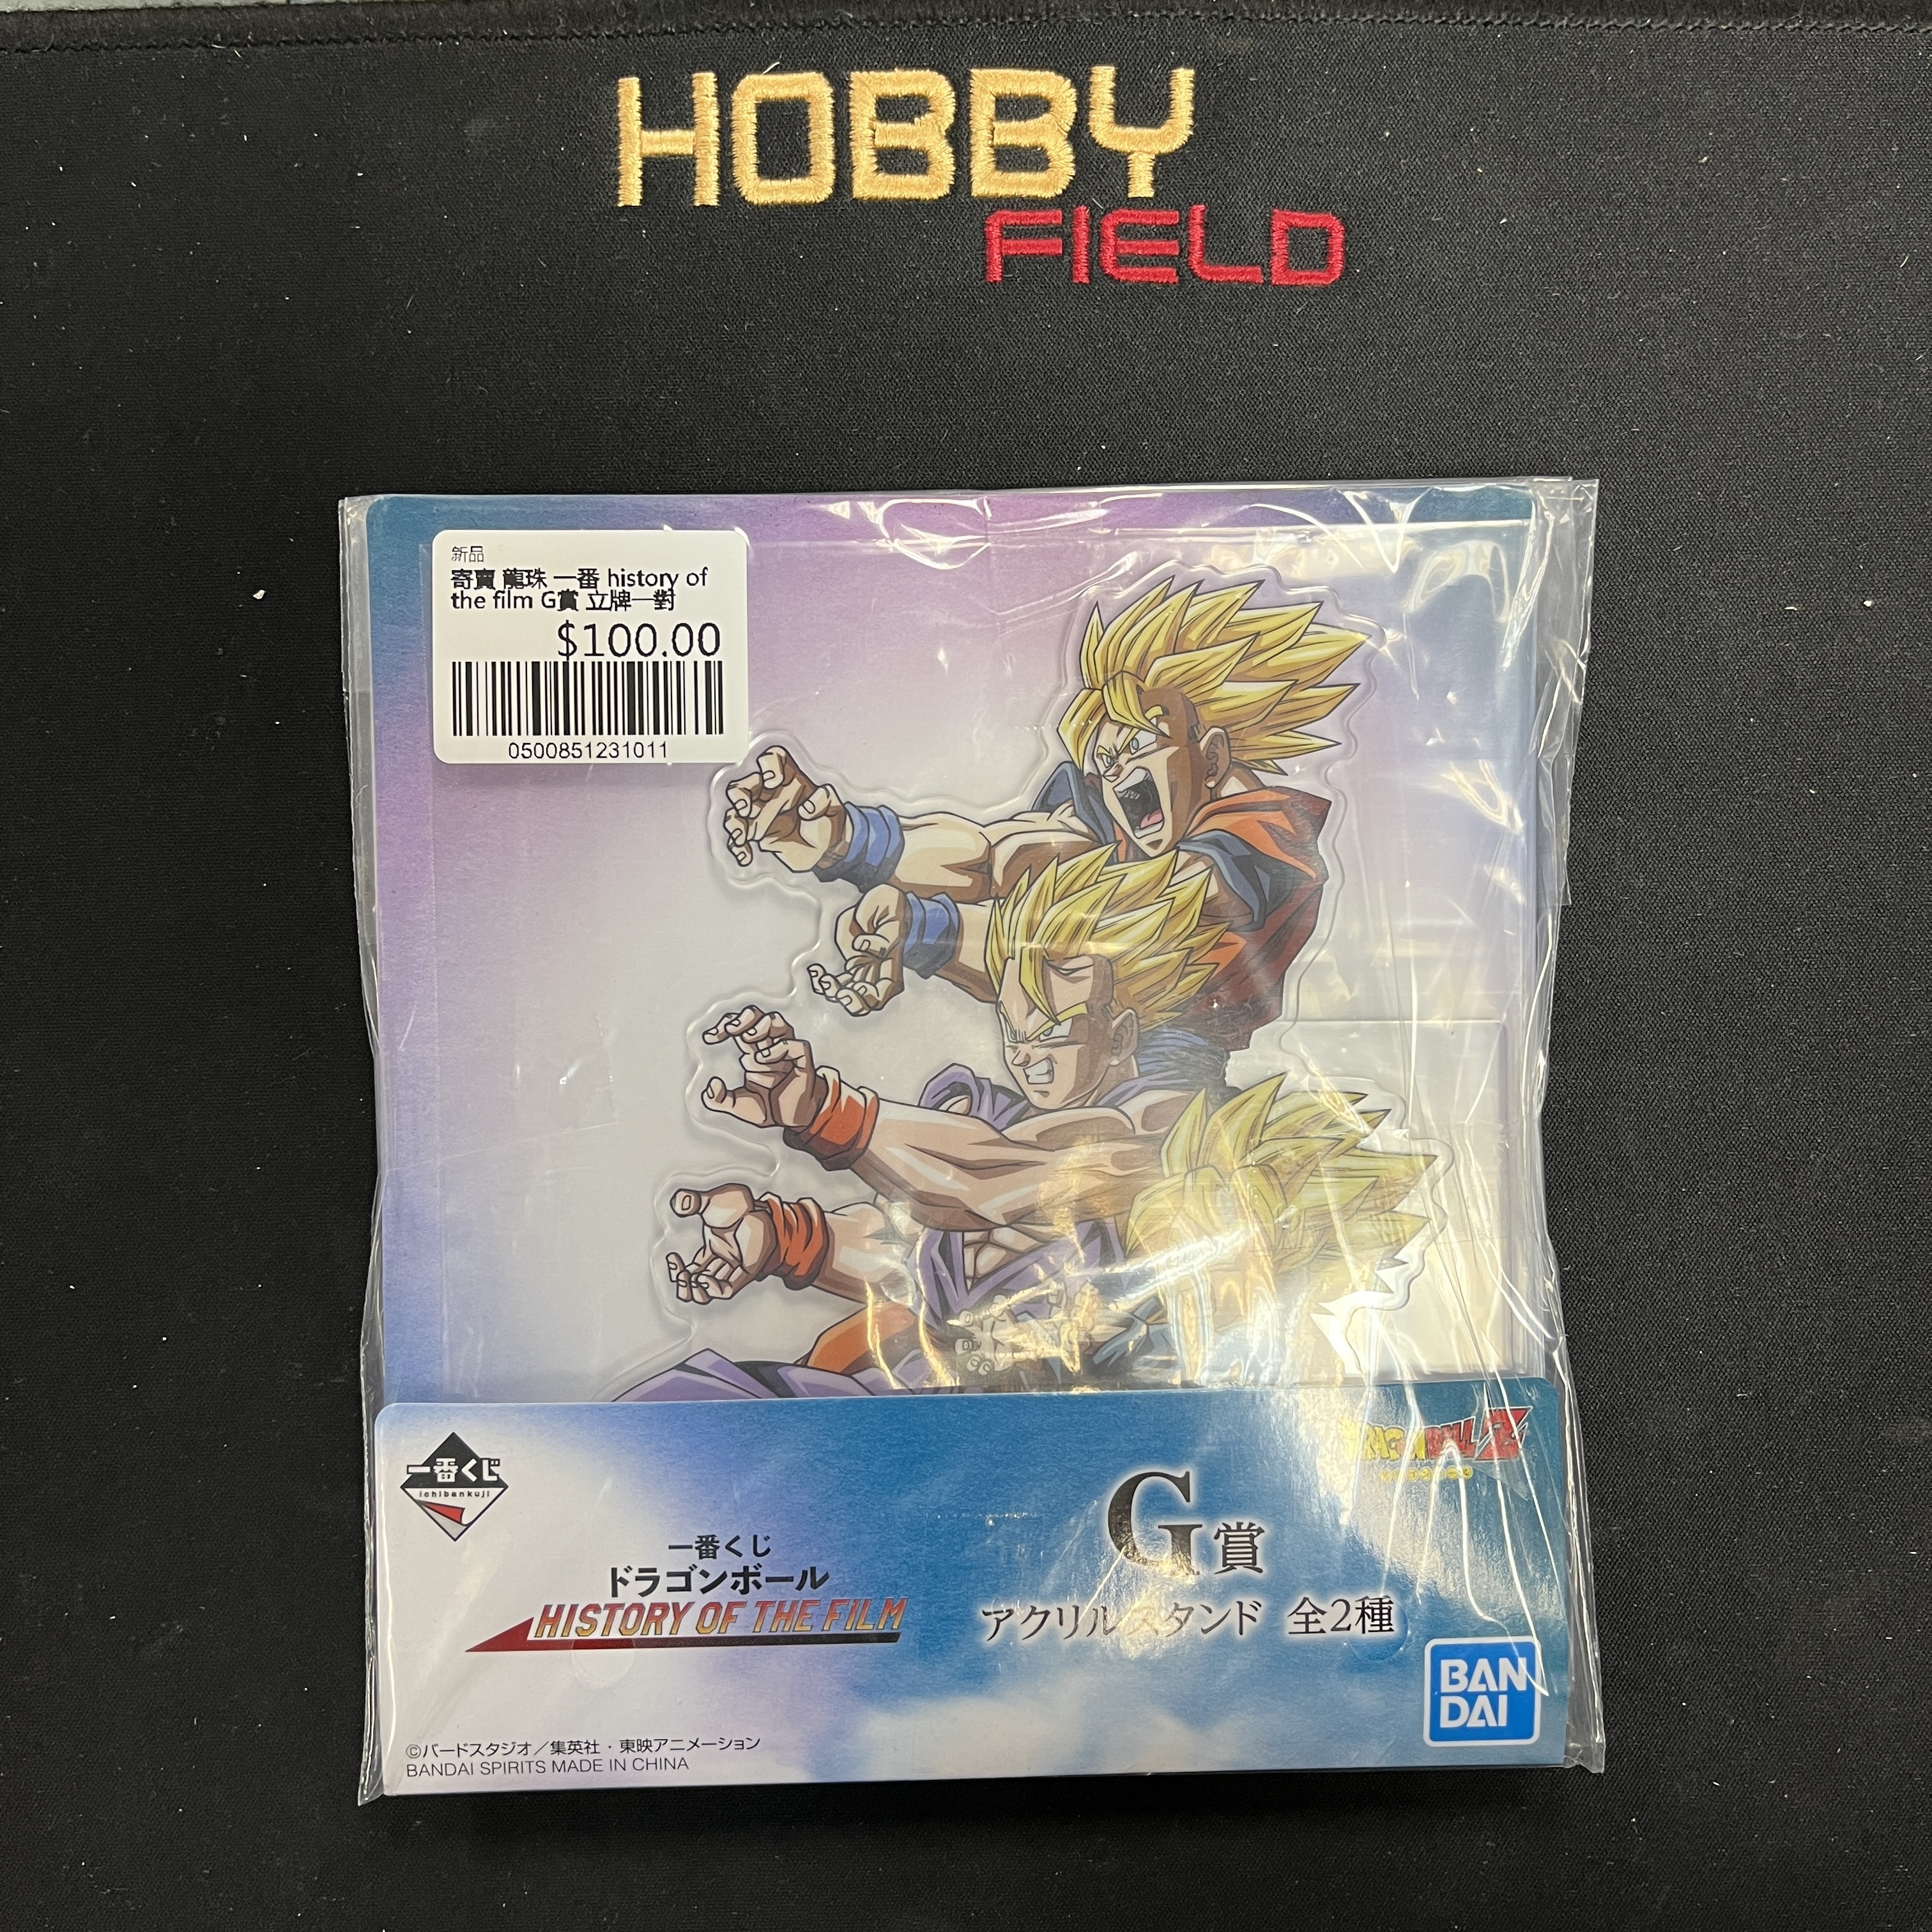 HOBBY
FIELD
新品
寄賣 龍珠 一番 history of
the film G賞 立牌一對
$100.00
0500851231011
DRAGONBALL Z
一番くじ
ichibankuji
G賞
一番くじ
ドラゴンボール
HISTORY OF THE FILM
アクリルスタンド 全2種
BAN
DAI
©バードスタジオ／集英社・東映アニメーション
BANDAI SPIRITS MADE IN CHINA